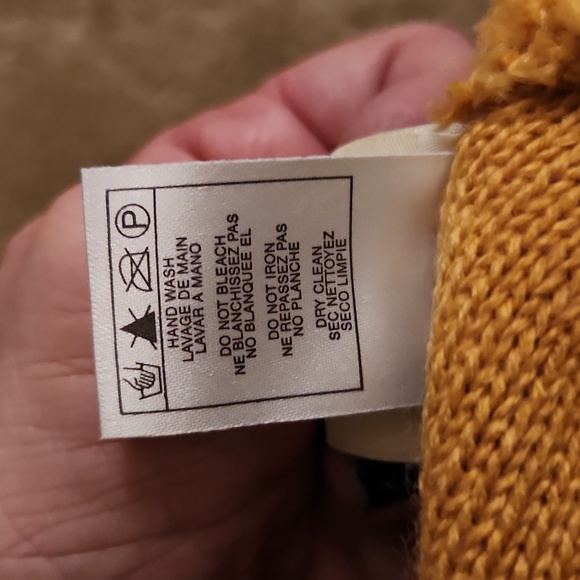 P
HAND WASH
LAVAGE DE MAIN
LAVAR A MANO
DO NOT BLEACH
NE BLANCHISSEZ PAS
NO BLANQUEE EL
DO NOT IRON
NE REPASSEZ PAS
NO PLANCHE
DRY CLEAN
SEC NETTOYEZ
SECO LIMPIE